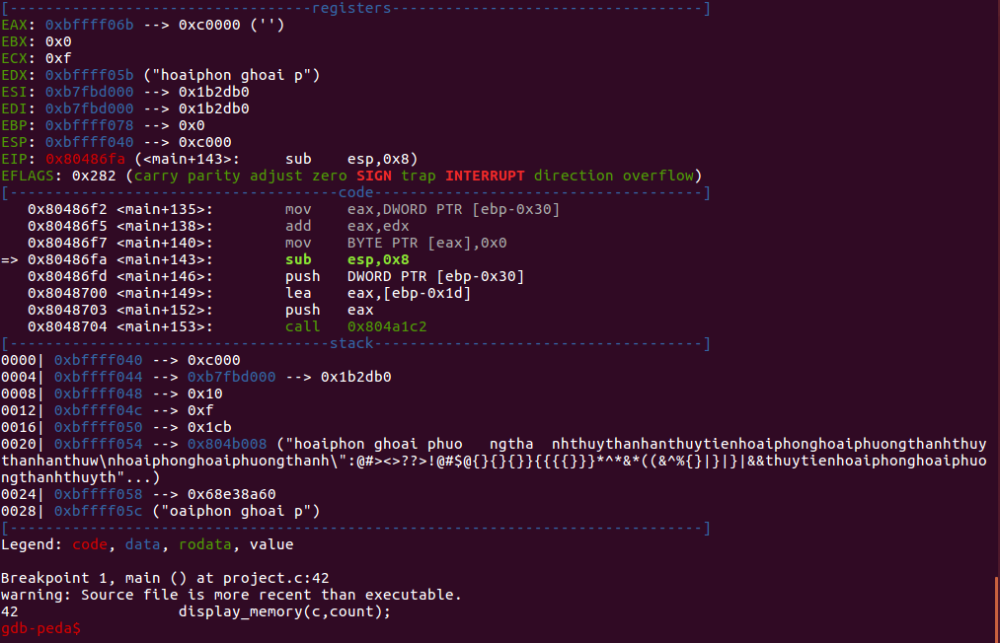 [----------------------------------registers-----------------------------------]
EAX: 0xbffff06b --> 0xc0000 ('')
EBX: 0x0
ECX: 0xf
EDX: 0xbffff05b ("hoaiphon ghoai p")
ESI: 0xb7fbd000 --> 0x1b2db0
EDI: 0xb7fbd000 --> 0x1b2db0
EBP: 0xbffff078 --> 0x0
ESP: 0xbffff040 --> 0xc000
EIP: 0x80486fa (<main+143>:     sub    esp,0x8)
EFLAGS: 0x282 (carry parity adjust zero SIGN trap INTERRUPT direction overflow)
[-------------------------------------code-------------------------------------]
   0x80486f2 <main+135>:        mov    eax,DWORD PTR [ebp-0x30]
   0x80486f5 <main+138>:        add    eax,edx
   0x80486f7 <main+140>:        mov    BYTE PTR [eax],0x0
=> 0x80486fa <main+143>:        sub    esp,0x8
   0x80486fd <main+146>:        push   DWORD PTR [ebp-0x30]
   0x8048700 <main+149>:        lea    eax,[ebp-0x1d]
   0x8048703 <main+152>:        push   eax
   0x8048704 <main+153>:        call   0x804a1c2
[------------------------------------stack-------------------------------------]
0000| 0xbffff040 --> 0xc000
0004| 0xbffff044 --> 0xb7fbd000 --> 0x1b2db0
0008| 0xbffff048 --> 0x10
0012| 0xbffff04c --> 0xf
0016| 0xbffff050 --> 0x1cb
0020| 0xbffff054 --> 0x804b008 ("hoaiphon ghoai phuo   ngtha  nhthuythanhanthuytienhoaiphonghoaiphuongthanhthuy
thanhanthuw\nhoaiphonghoaiphuongthanh\":@#><>??>!@#$@{}{}{}}{{{{}}}*^*&*((&^%{}|}|}|&&thuytienhoaiphonghoaiphuo
ngthanhthuyth"...)
0024| 0xbffff058 --> 0x68e38a60
0028| 0xbffff05c ("oaiphon ghoai p")
[------------------------------------------------------------------------------]
Legend: code, data, rodata, value
Breakpoint 1, main () at project.c:42
warning: Source file is more recent than executable.
42                  display_memory(c,count);
gdb-peda$